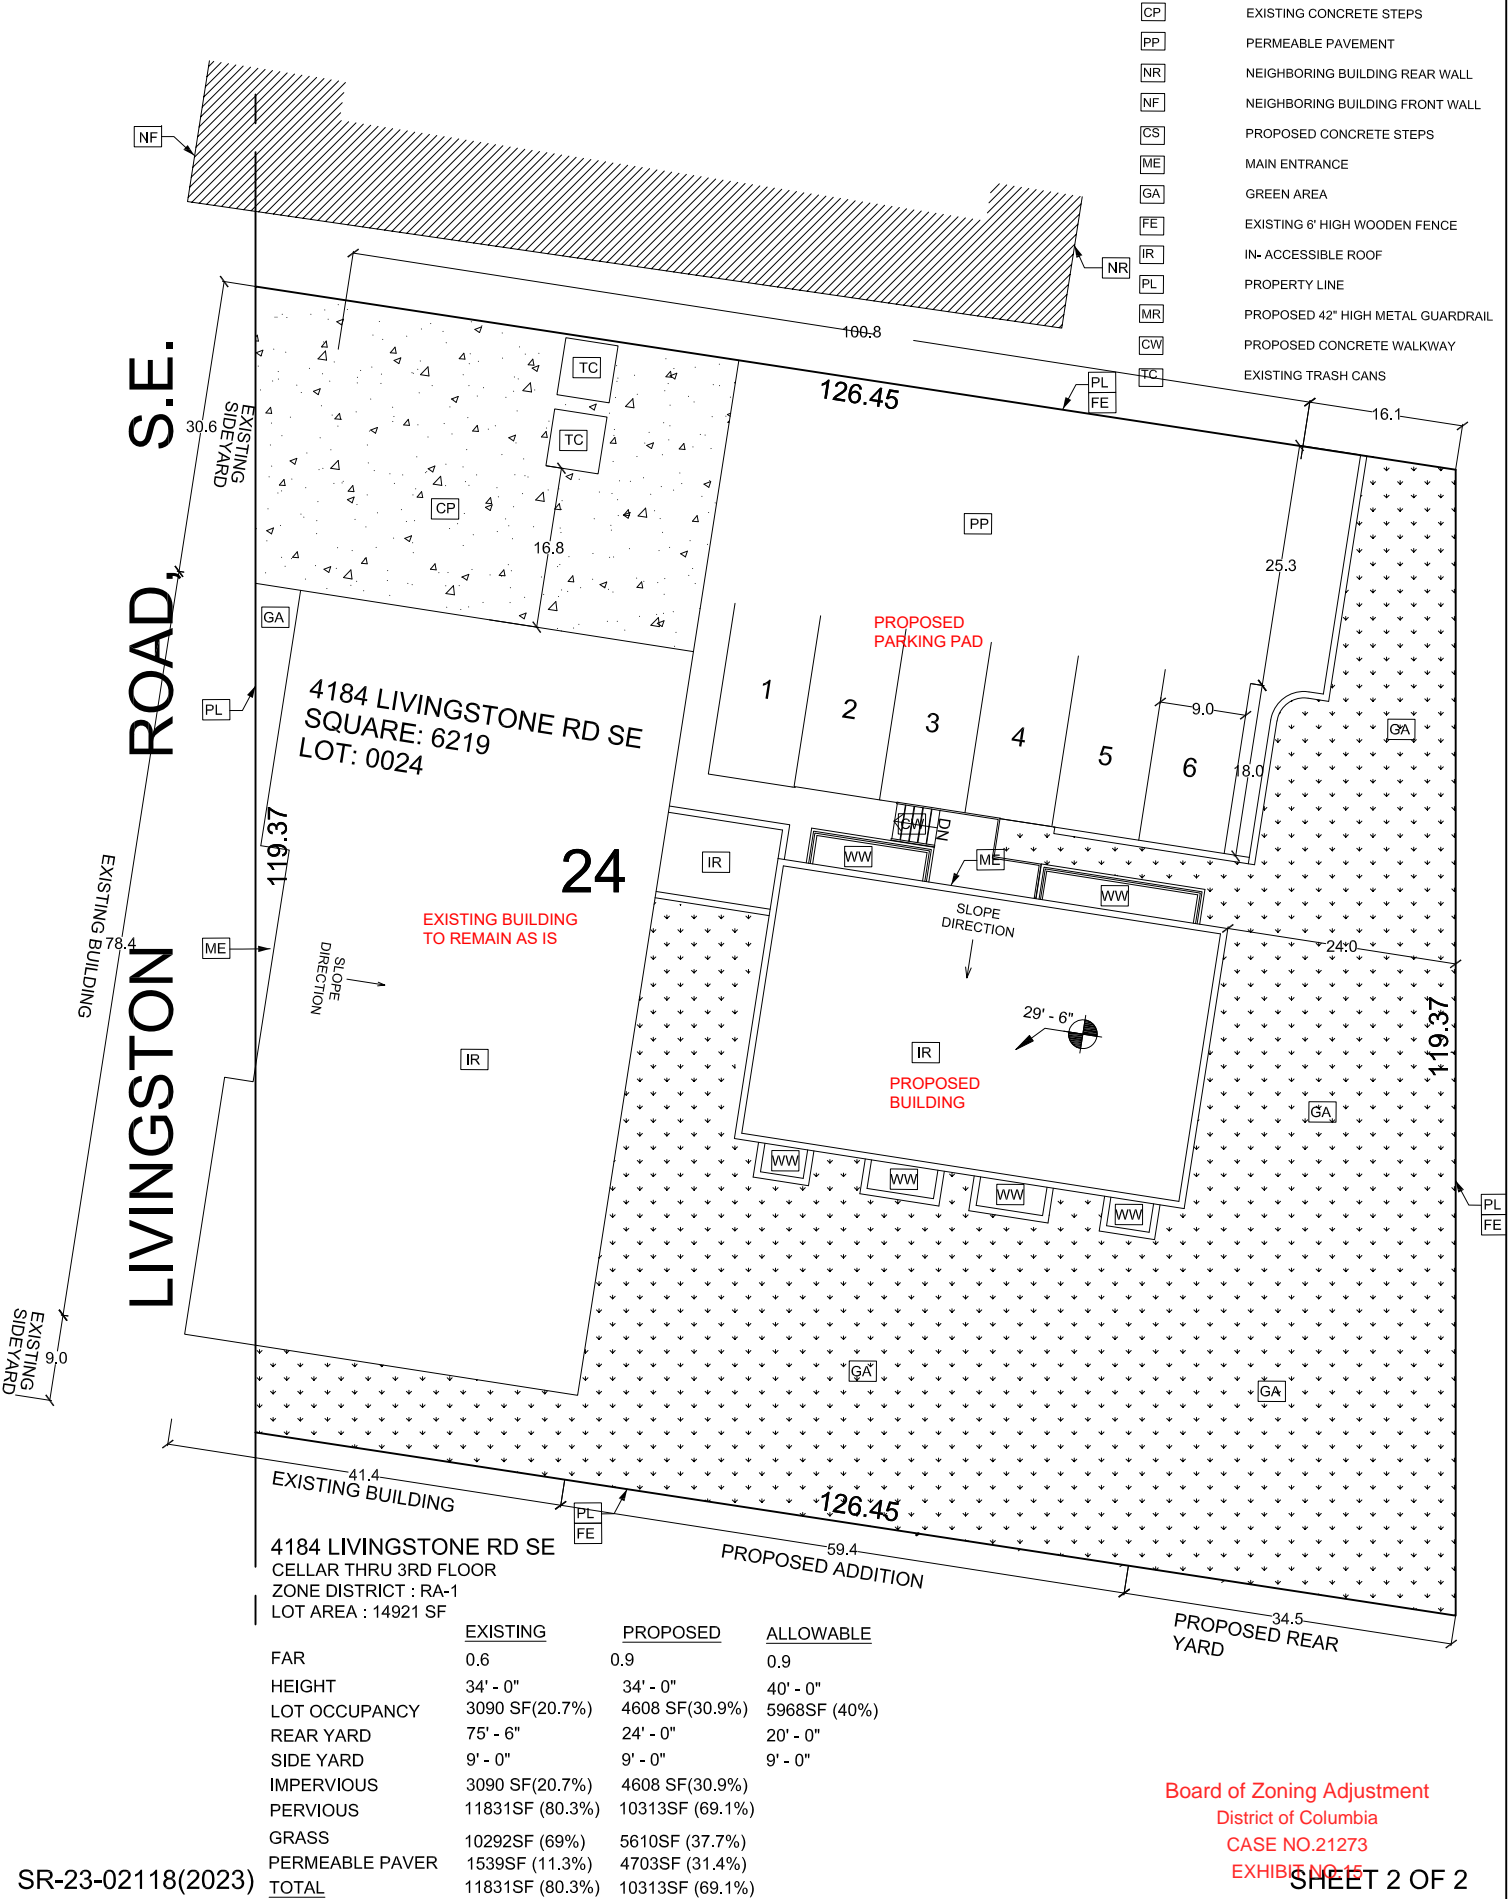 CP EXISTING CONCRETE STEPS
PP PERMEABLE PAVEMENT
NR NEIGHBORING BUILDING REAR WALL
NF NEIGHBORING BUILDING FRONT WALL
CS PROPOSED CONCRETE STEPS
ME MAIN ENTRANCE
GA GREEN AREA
FE EXISTING 6' HIGH WOODEN FENCE
IR IN- ACCESSIBLE ROOF
PL PROPERTY LINE
MR PROPOSED 42" HIGH METAL GUARDRAIL
CW PROPOSED CONCRETE WALKWAY
TC EXISTING TRASH CANS
NF
NR
100.8
126.45
PL
FE
16.1
30.6
EXISTING
SIDEYARD
TC
TC
CP
16.8
PP
25.3
GA
PROPOSED
PARKING PAD
PL
4184 LIVINGSTONE RD SE
SQUARE: 6219
LOT: 0024
1
2
3
4
5
6
9.0
18.0
GA
119.37
24
IR
CW
DN
WW
ME
WW
EXISTING BUILDING
TO REMAIN AS IS
SLOPE
DIRECTION
24.0
EXISTING BUILDING
78.4
ME
SLOPE
DIRECTION
29' - 6"
119.37
IR
IR
PROPOSED
BUILDING
GA
WW
WW
WW
WW
PL
FE
LIVINGSTON ROAD, S.E.
EXISTING
SIDEYARD
9.0
GA
GA
41.4
EXISTING BUILDING
PL
FE
126.45
59.4
PROPOSED ADDITION
34.5
PROPOSED REAR
YARD
4184 LIVINGSTONE RD SE
CELLAR THRU 3RD FLOOR
ZONE DISTRICT : RA-1
LOT AREA : 14921 SF
EXISTING PROPOSED ALLOWABLE
FAR 0.6 0.9 0.9
HEIGHT 34' - 0" 34' - 0" 40' - 0"
LOT OCCUPANCY 3090 SF(20.7%) 4608 SF(30.9%) 5968SF (40%)
REAR YARD 75' - 6" 24' - 0" 20' - 0"
SIDE YARD 9' - 0" 9' - 0" 9' - 0"
IMPERVIOUS 3090 SF(20.7%) 4608 SF(30.9%)
PERVIOUS 11831SF (80.3%) 10313SF (69.1%)
GRASS 10292SF (69%) 5610SF (37.7%)
PERMEABLE PAVER 1539SF (11.3%) 4703SF (31.4%)
TOTAL 11831SF (80.3%) 10313SF (69.1%)
Board of Zoning Adjustment
District of Columbia
CASE NO.21273
EXHIBIT NO.15
SR-23-02118(2023)
SHEET 2 OF 2